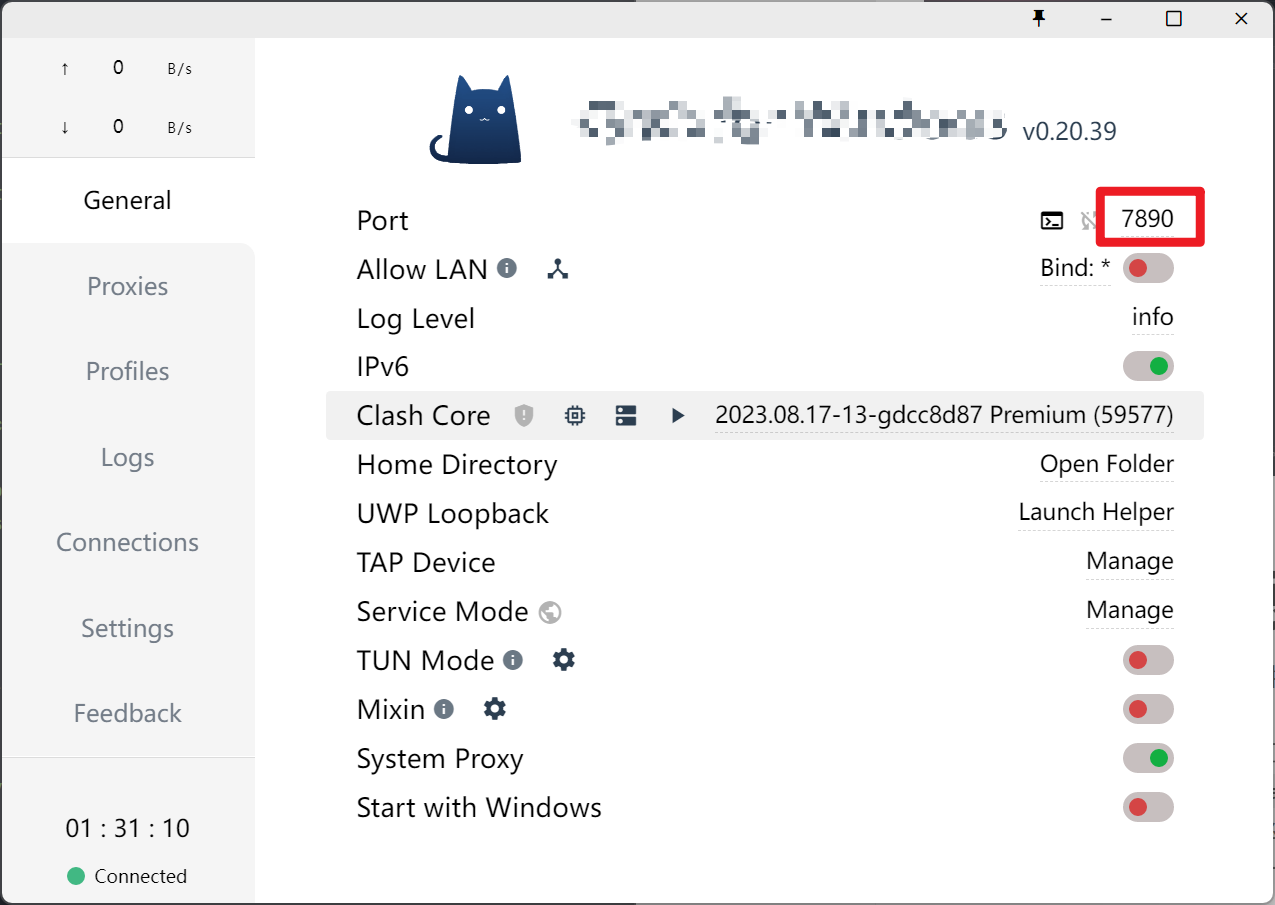 ↑ 0 B/s
↓ 0 B/s
General
Proxies
Profiles
Logs
Connections
Settings
Feedback
01 : 31 : 10
Connected
v0.20.39
Port 7890
Allow LAN Bind: *
Log Level info
IPv6
Clash Core 2023.08.17-13-gdcc8d87 Premium (59577)
Home Directory Open Folder
UWP Loopback Launch Helper
TAP Device Manage
Service Mode Manage
TUN Mode
Mixin
System Proxy
Start with Windows